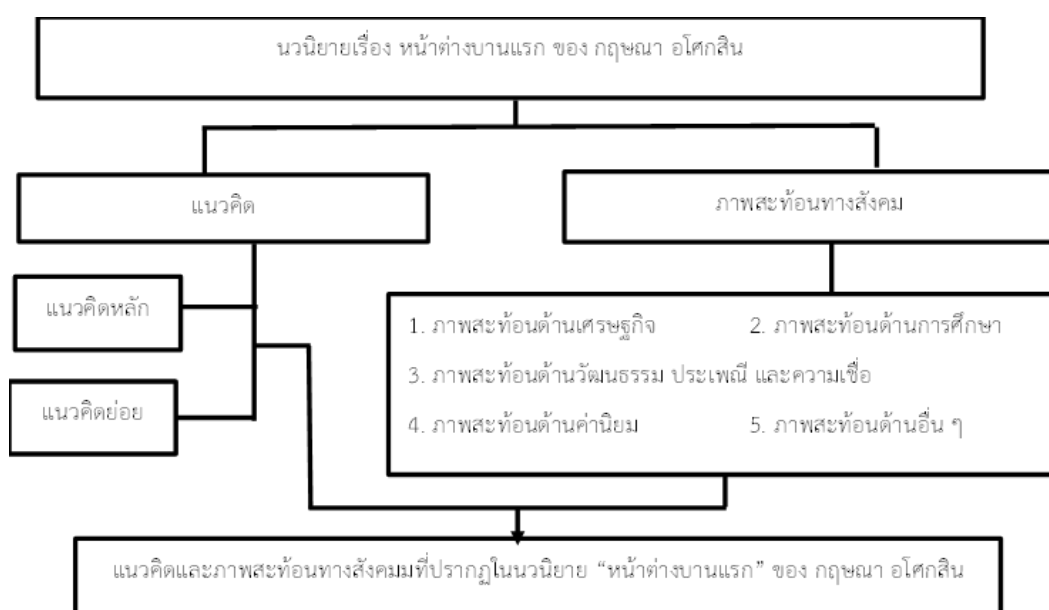 นวนิยายเรื่อง หน้าต่างบานแรก ของ กฤษณา อโศกสิน
แนวคิด
ภาพสะท้อนทางสังคม
แนวคิดหลัก
แนวคิดย่อย
1. ภาพสะท้อนด้านเศรษฐกิจ 2. ภาพสะท้อนด้านการศึกษา
3. ภาพสะท้อนด้านวัฒนธรรม ประเพณี และความเชื่อ
4. ภาพสะท้อนด้านค่านิยม 5. ภาพสะท้อนด้านอื่น ๆ
แนวคิดและภาพสะท้อนทางสังคมมที่ปรากฏในนวนิยาย “หน้าต่างบานแรก” ของ กฤษณา อโศกสิน